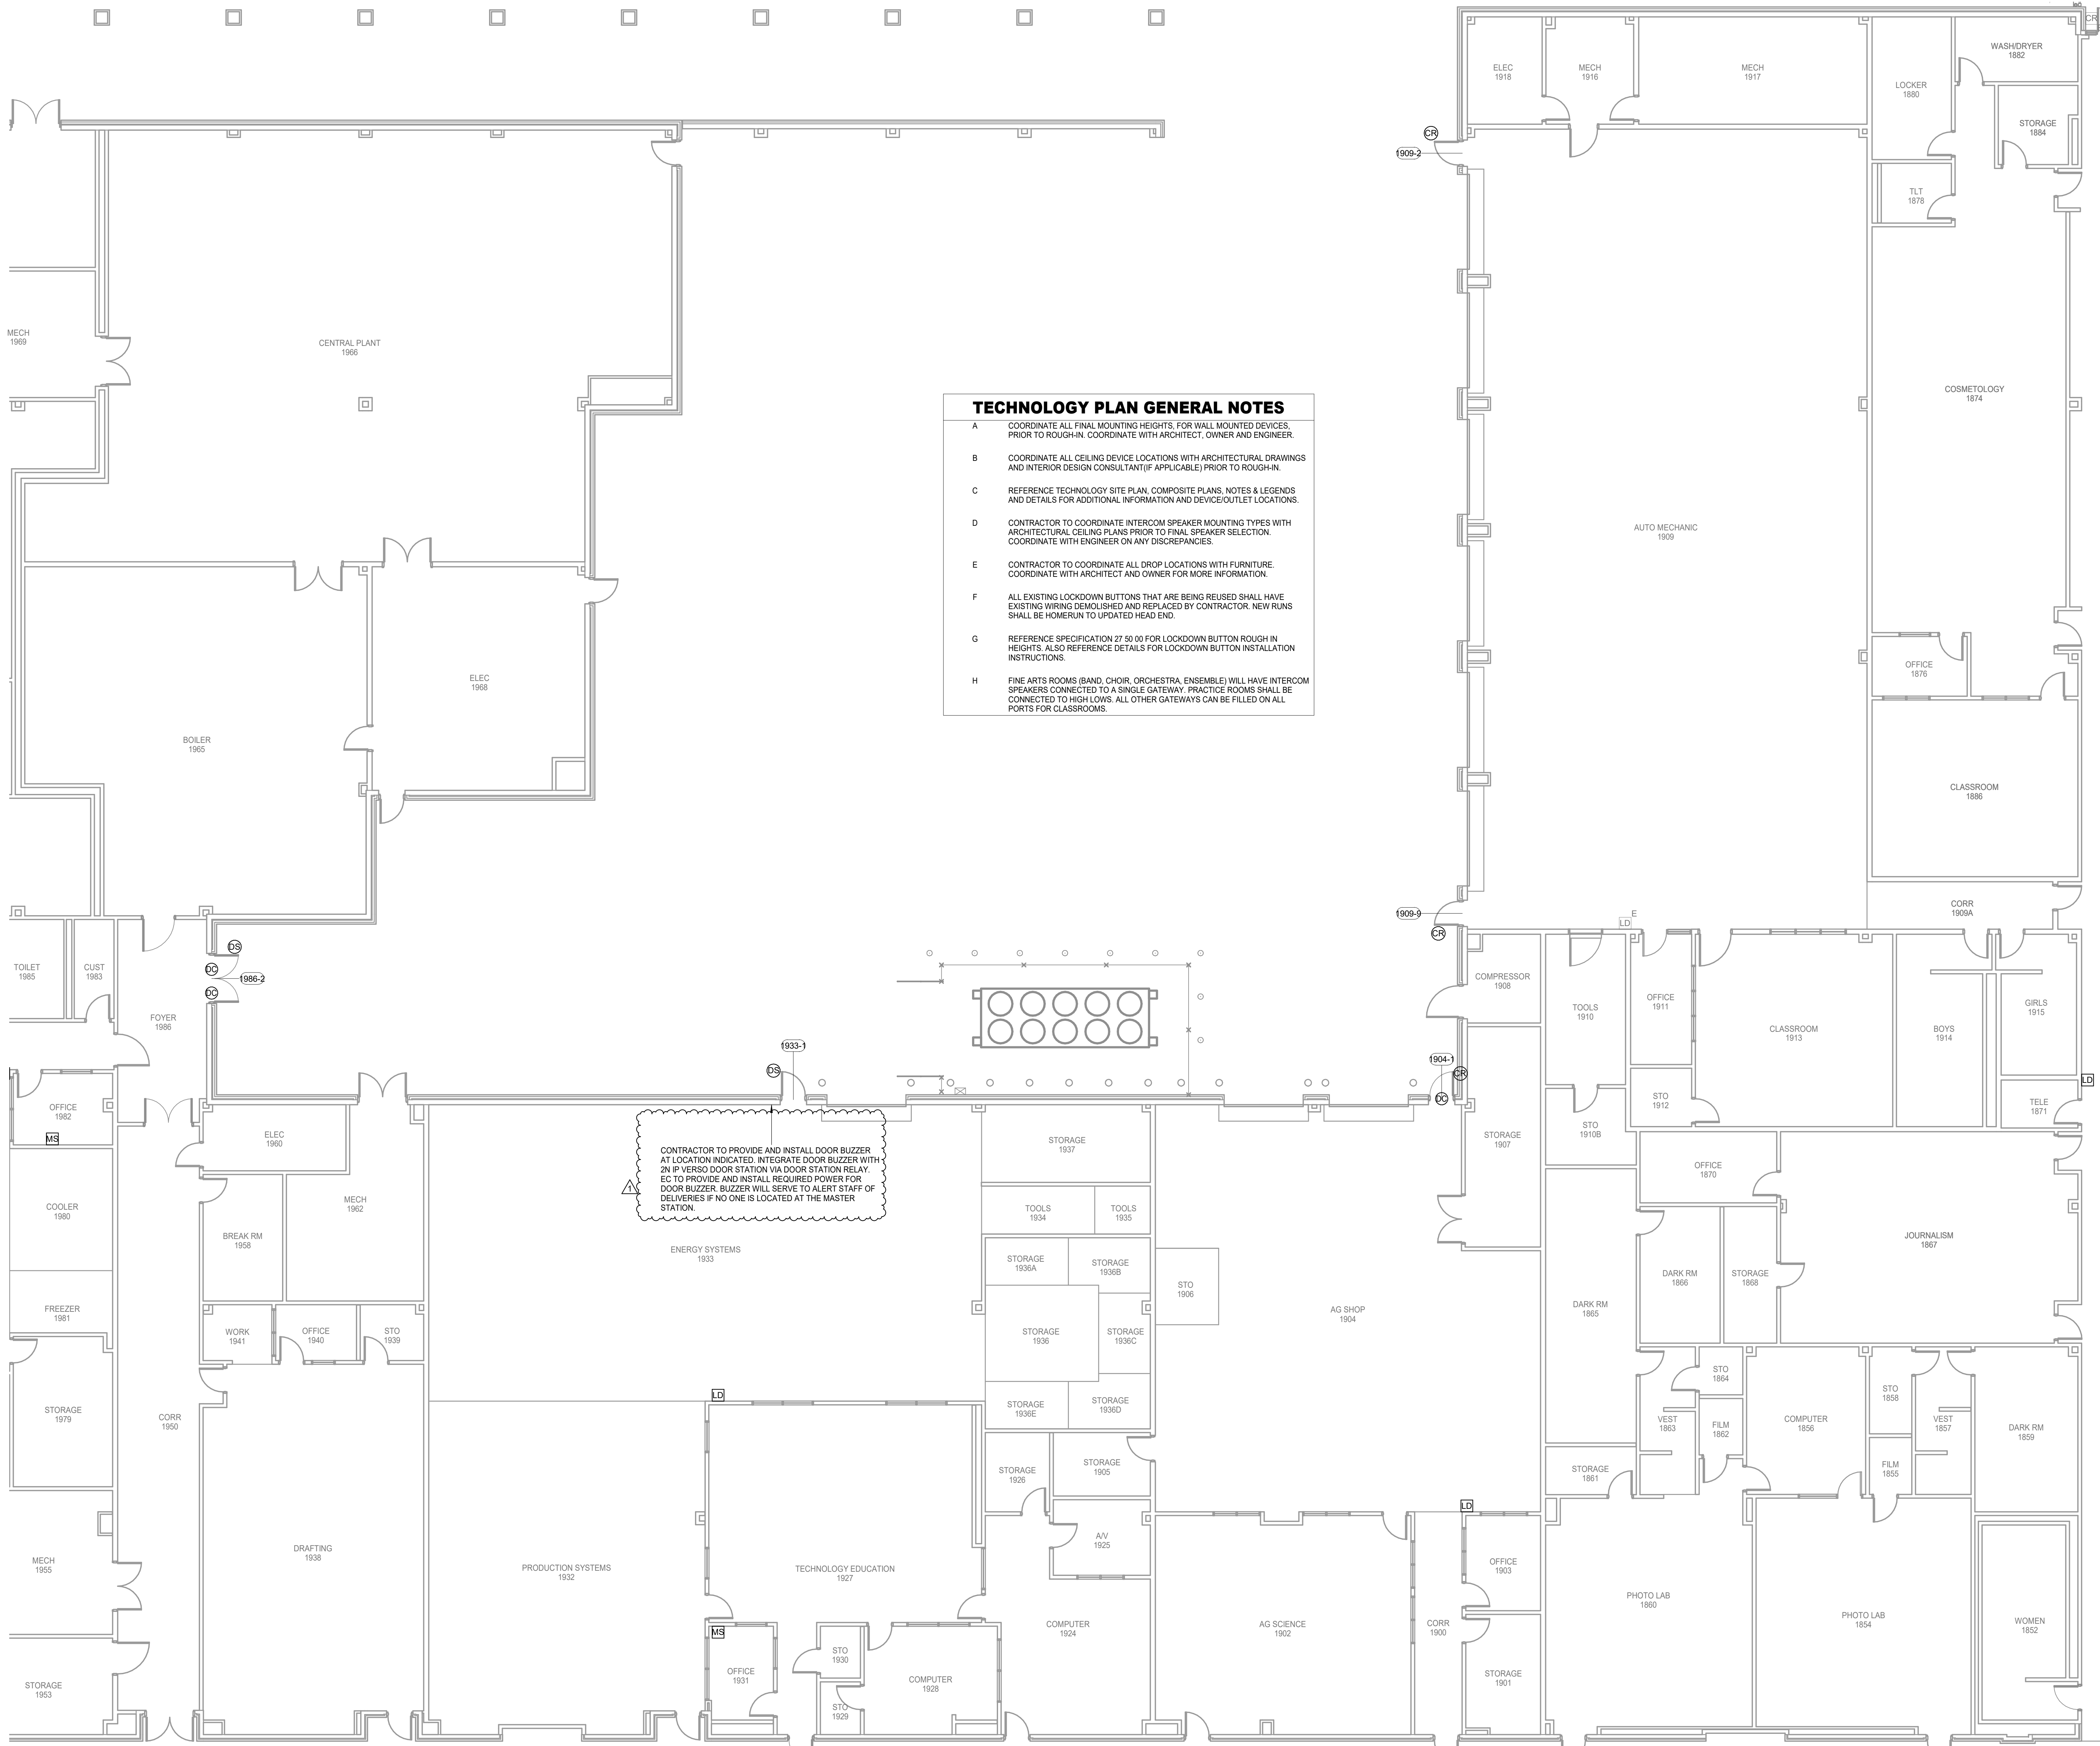 CR
ELEC
1918
MECH
1916
MECH
1917
LOCKER
1880
WASH/DRYER
1882
STORAGE
1884
CR
1909-2
TLT
1878
MECH
1969
CENTRAL PLANT
1966
COSMETOLOGY
1874
TECHNOLOGY PLAN GENERAL NOTES
A COORDINATE ALL FINAL MOUNTING HEIGHTS, FOR WALL MOUNTED DEVICES,
PRIOR TO ROUGH-IN. COORDINATE WITH ARCHITECT, OWNER AND ENGINEER.
B COORDINATE ALL CEILING DEVICE LOCATIONS WITH ARCHITECTURAL DRAWINGS
AND INTERIOR DESIGN CONSULTANT(IF APPLICABLE) PRIOR TO ROUGH-IN.
C REFERENCE TECHNOLOGY SITE PLAN, COMPOSITE PLANS, NOTES & LEGENDS
AND DETAILS FOR ADDITIONAL INFORMATION AND DEVICE/OUTLET LOCATIONS.
D CONTRACTOR TO COORDINATE INTERCOM SPEAKER MOUNTING TYPES WITH
ARCHITECTURAL CEILING PLANS PRIOR TO FINAL SPEAKER SELECTION.
COORDINATE WITH ENGINEER ON ANY DISCREPANCIES.
E CONTRACTOR TO COORDINATE ALL DROP LOCATIONS WITH FURNITURE.
COORDINATE WITH ARCHITECT AND OWNER FOR MORE INFORMATION.
F ALL EXISTING LOCKDOWN BUTTONS THAT ARE BEING REUSED SHALL HAVE
EXISTING WIRING DEMOLISHED AND REPLACED BY CONTRACTOR. NEW RUNS
SHALL BE HOMERUN TO UPDATED HEAD END.
G REFERENCE SPECIFICATION 27 50 00 FOR LOCKDOWN BUTTON ROUGH IN
HEIGHTS. ALSO REFERENCE DETAILS FOR LOCKDOWN BUTTON INSTALLATION
INSTRUCTIONS.
H FINE ARTS ROOMS (BAND, CHOIR, ORCHESTRA, ENSEMBLE) WILL HAVE INTERCOM
SPEAKERS CONNECTED TO A SINGLE GATEWAY. PRACTICE ROOMS SHALL BE
CONNECTED TO HIGH LOWS. ALL OTHER GATEWAYS CAN BE FILLED ON ALL
PORTS FOR CLASSROOMS.
AUTO MECHANIC
1909
ELEC
1968
BOILER
1965
OFFICE
1876
CLASSROOM
1886
CORR
1909A
1909-9
CR
E
LD
TOILET
1985
CUST
1983
DS
DC
1986-2
DC
FOYER
1986
COMPRESSOR
1908
TOOLS
1910
OFFICE
1911
CLASSROOM
1913
BOYS
1914
GIRLS
1915
1933-1
DS
1904-1
CR
DC
LD
OFFICE
1982
MS
ELEC
1960
STO
1912
STO
1910B
TELE
1871
CONTRACTOR TO PROVIDE AND INSTALL DOOR BUZZER
AT LOCATION INDICATED. INTEGRATE DOOR BUZZER WITH
2N IP VERSO DOOR STATION VIA DOOR STATION RELAY.
EC TO PROVIDE AND INSTALL REQUIRED POWER FOR
DOOR BUZZER. BUZZER WILL SERVE TO ALERT STAFF OF
DELIVERIES IF NO ONE IS LOCATED AT THE MASTER
STATION.
1
STORAGE
1937
STORAGE
1907
OFFICE
1870
COOLER
1980
BREAK RM
1958
MECH
1962
TOOLS
1934
TOOLS
1935
ENERGY SYSTEMS
1933
STORAGE
1936A
STORAGE
1936B
STO
1906
DARK RM
1866
STORAGE
1868
JOURNALISM
1867
FREEZER
1981
WORK
1941
OFFICE
1940
STO
1939
STORAGE
1936
STORAGE
1936C
AG SHOP
1904
DARK RM
1865
STORAGE
1979
CORR
1950
LD
STORAGE
1936E
STORAGE
1936D
STO
1864
VEST
1863
FILM
1862
COMPUTER
1856
STO
1858
VEST
1857
DARK RM
1859
STORAGE
1926
STORAGE
1905
STORAGE
1861
FILM
1855
LD
MECH
1955
DRAFTING
1938
PRODUCTION SYSTEMS
1932
TECHNOLOGY EDUCATION
1927
A/V
1925
OFFICE
1903
PHOTO LAB
1860
PHOTO LAB
1854
WOMEN
1852
MS
COMPUTER
1924
AG SCIENCE
1902
CORR
1900
STORAGE
1953
OFFICE
1931
STO
1930
COMPUTER
1928
STO
1929
STORAGE
1901